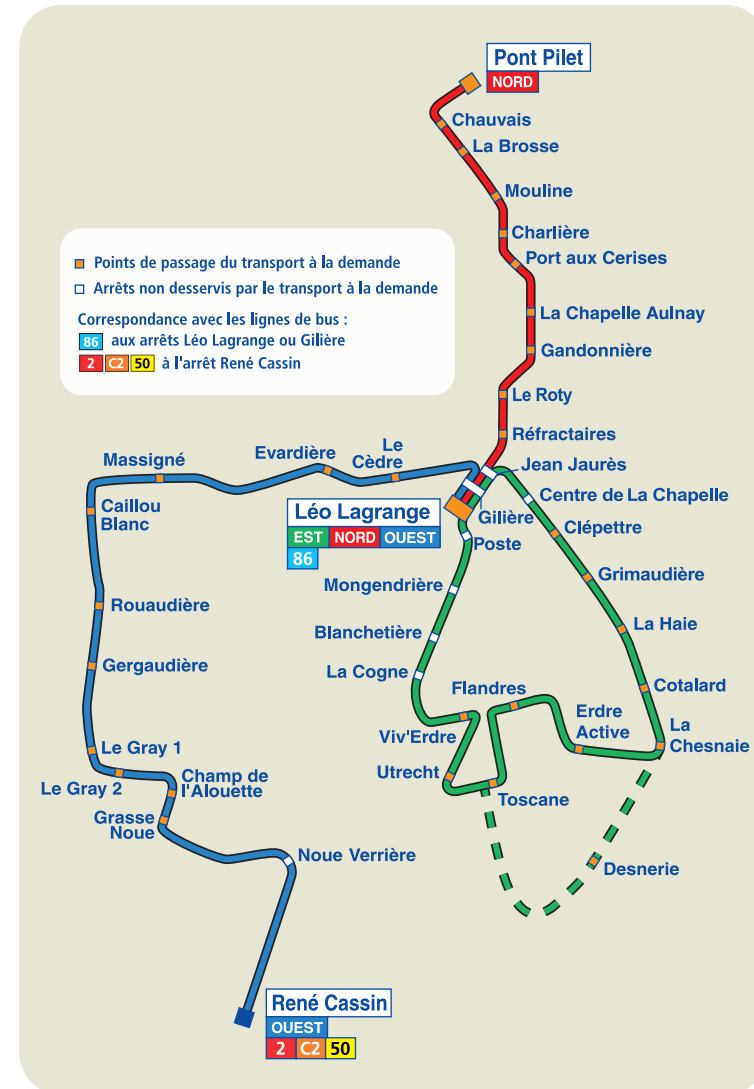 Pont Pilet
NORD
Chauvais
La Brosse
Mouline
Charlière
Port aux Cerises
La Chapelle Aulnay
Gandonnière
Le Roty
Réfractaires
Points de passage du transport à la demande
Arrêts non desservis par le transport à la demande
Correspondance avec les lignes de bus :
86 aux arrêts Léo Lagrange ou Gilière
2 C2 50 à l'arrêt René Cassin
Jean Jaurès
Centre de La Chapelle
Clépettre
Grimaudière
La Haie
Cotalard
La
Chesnaie
Erdre
Active
Flandres
Desnerie
Toscane
Utrecht
Viv'Erdre
La Cogne
Blanchetière
Mongendrière
Poste
Gilière
Léo Lagrange
EST NORD OUEST
86
Le
Cèdre
Evardière
Massigné
Caillou
Blanc
Rouaudière
Gergaudière
Le Gray 1
Le Gray 2
Champ de
l'Alouette
Grasse
Noue
Noue Verrière
René Cassin
OUEST
2 C2 50